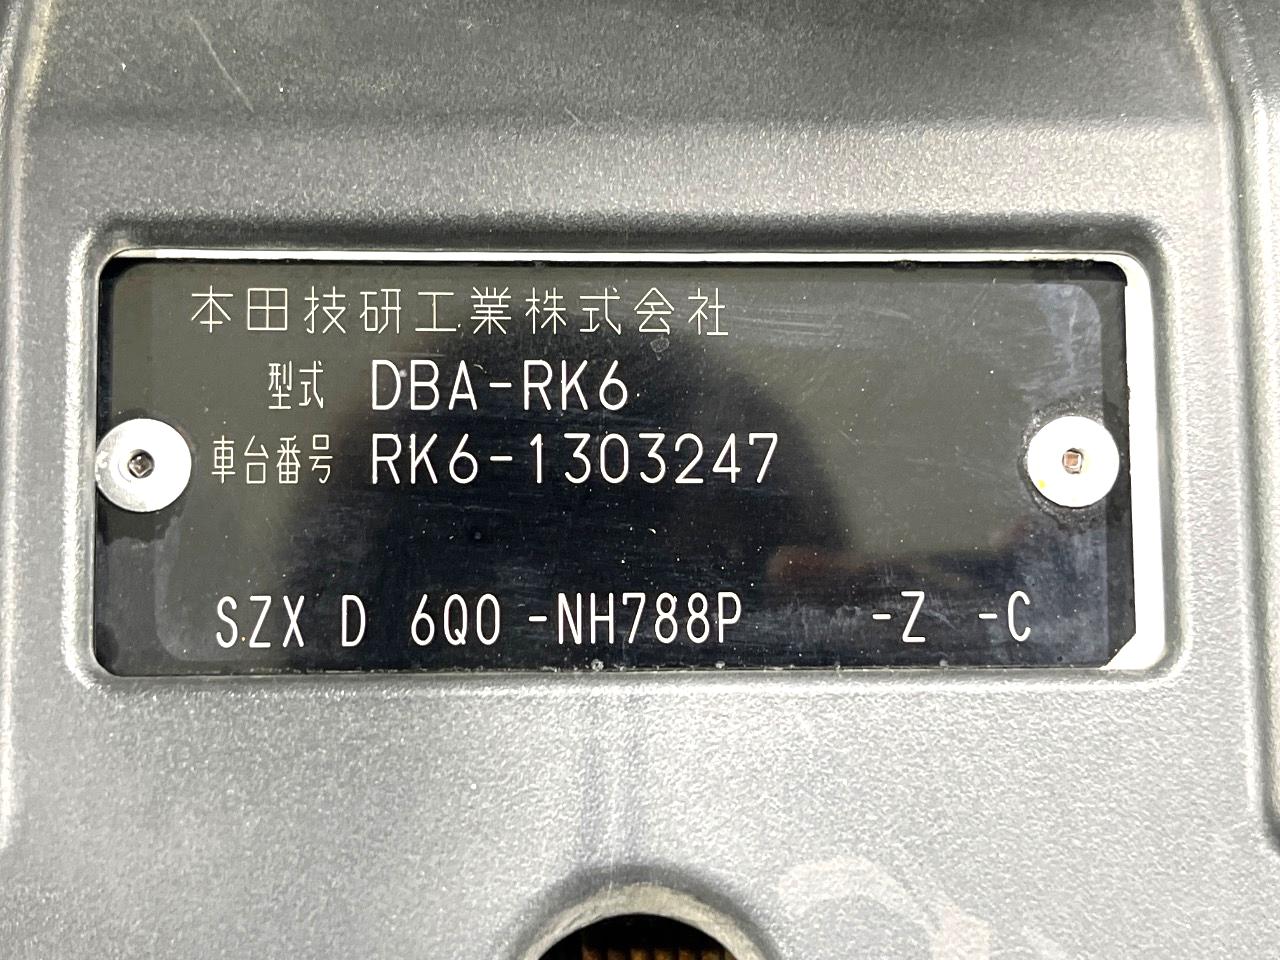 本田技研工業株式会社
型式 DBA-RK6
車台番号 RK6-1303247
SZX D 6Q0 -NH788P -Z -C